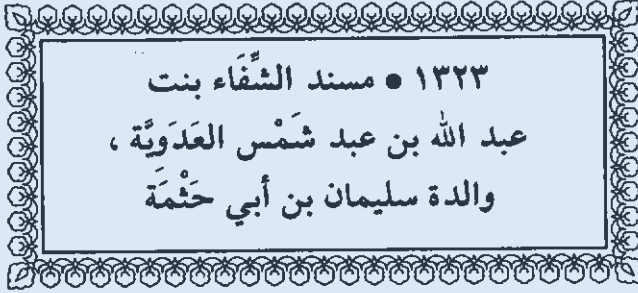 ١٣٢٣ ● مسند الشِّفَاء بنت
عبد الله بن عبد شَمْس العَدَوِيَّة ،
والدة سليمان بن أبي حَثْمَة